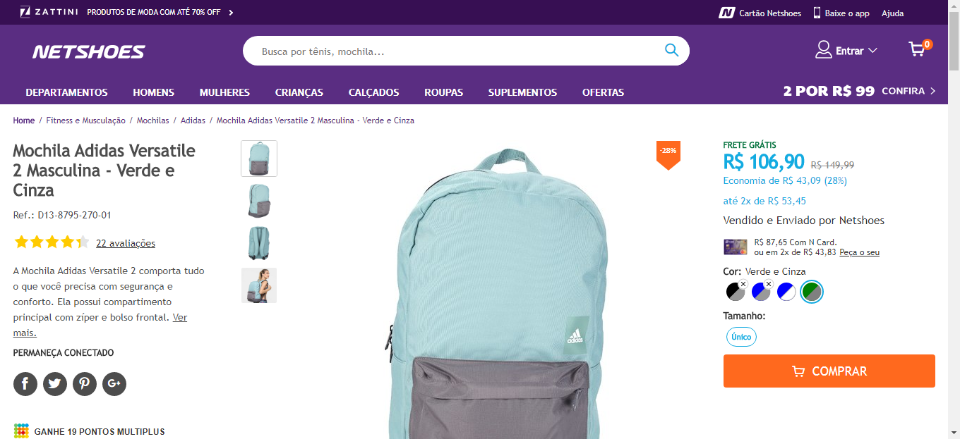 ZATTINI PRODUTOS DE MODA COM ATÉ 70% OFF
Cartão Netshoes Baixe o app Ajuda
NETSHOES
Busca por tênis, mochila...
Entrar
0
DEPARTAMENTOS HOMENS MULHERES CRIANÇAS CALÇADOS ROUPAS SUPLEMENTOS OFERTAS
2 POR R$ 99 CONFIRA
Home / Fitness e Musculação / Mochilas / Adidas / Mochila Adidas Versatile 2 Masculina - Verde e Cinza
Mochila Adidas Versatile
2 Masculina - Verde e
Cinza
Ref.: D13-8795-270-01
22 avaliações
A Mochila Adidas Versatile 2 comporta tudo
o que você precisa com segurança e
conforto. Ela possui compartimento
principal com zíper e bolso frontal. Ver
mais.
PERMANEÇA CONECTADO
GANHE 19 PONTOS MULTIPLUS
-28%
adidas
FRETE GRÁTIS
R$ 106,90 R$ 149,99
Economia de R$ 43,09 (28%)
até 2x de R$ 53,45
Vendido e Enviado por Netshoes
R$ 87,65 Com N Card.
ou em 2x de R$ 43,83 Peça o seu
Cor: Verde e Cinza
Tamanho:
Único
COMPRAR